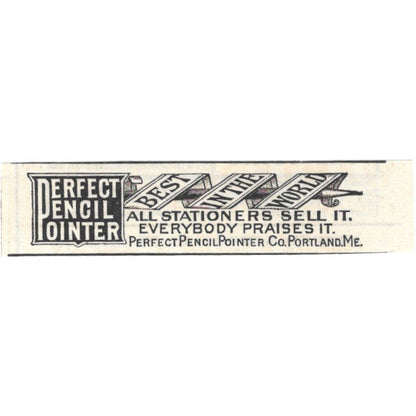 PERFECT
PENCIL
POINTER
BEST
IN THE
WORLD
ALL STATIONERS SELL IT.
EVERYBODY PRAISES IT.
PERFECT PENCIL POINTER CO. PORTLAND. ME.